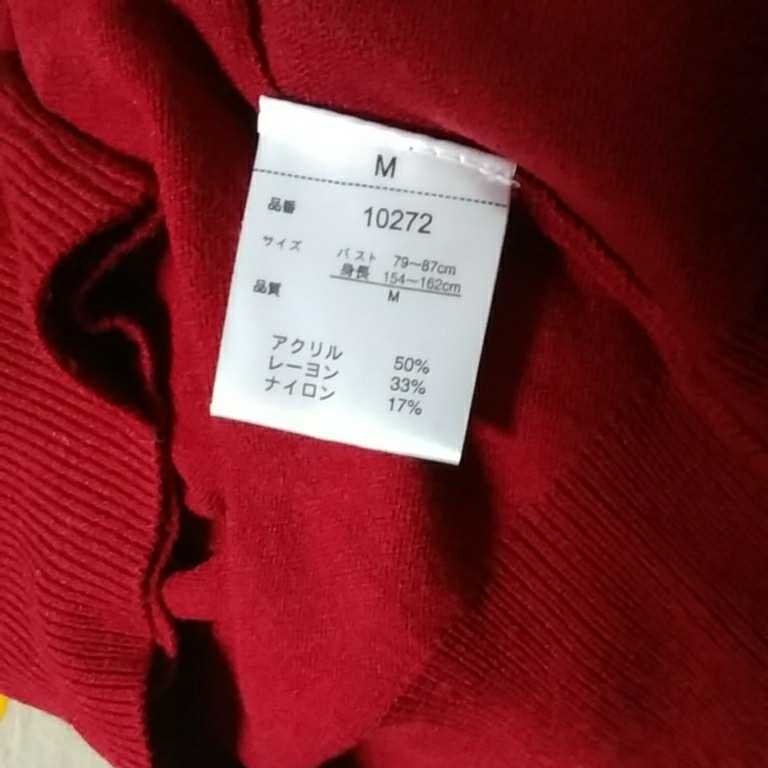 M
品番 10272
サイズ バスト 79～87cm
身長 154～162cm
M
品質
アクリル 50%
レーヨン 33%
ナイロン 17%